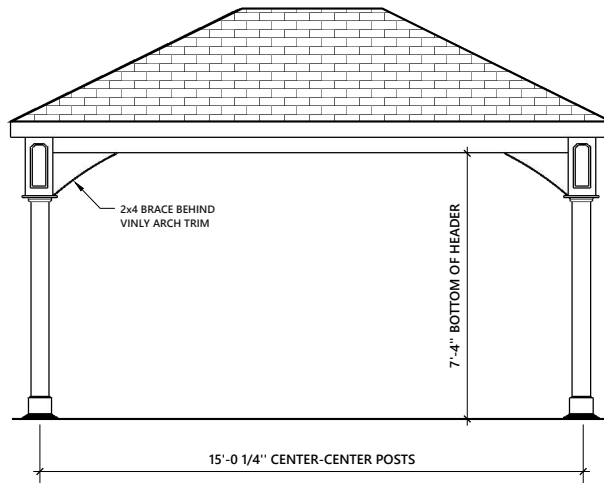 2x4 BRACE BEHIND
VINLY ARCH TRIM
7'-4" BOTTOM OF HEADER
15'-0 1/4" CENTER-CENTER POSTS